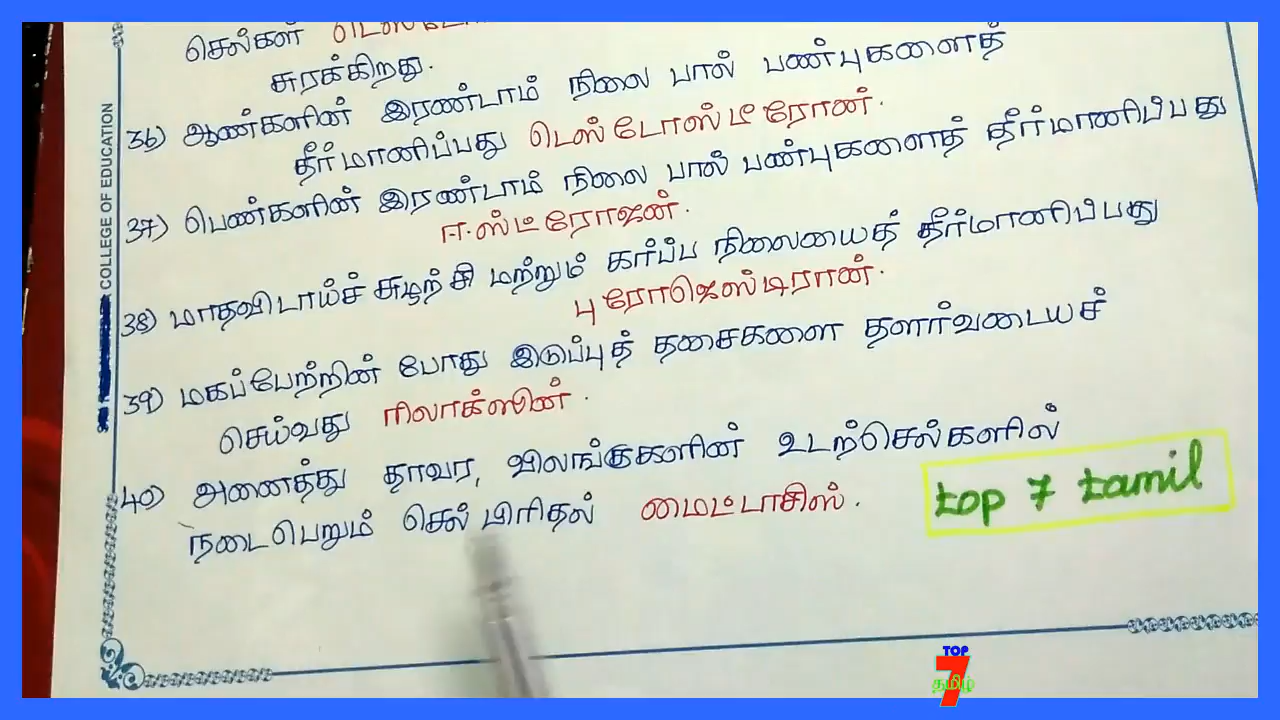 செல்கள்
சுரக்கிறது.
36) ஆண்களின் இரண்டாம் நிலை பால் பண்புகளைத்
தீர்மானிப்பது டெஸ்டோஸ்டீரோண்.
37) பெண்களின் இரண்டாம் நிலை பால் பண்புகளைத் தீர்மானிப்பது
ஈஸ்ட்ரோஜன்.
38) மாதவிடாய்ச் சுழற்சி மற்றும் கர்ப்ப நிலையைத் தீர்மானிப்பது
புரோஜெஸ்டிராண்.
39) மகப்பேற்றின் போது இடுப்புத் தசைகளை தளர்வடையச்
செய்வது ரிலாக்ஸின்.
40) அனைத்து தாவர, விலங்குகளின் உடற்செல்களில்
நடைபெறும் செல்பிரிதல் மைட்டாசிஸ்.
top 7 tamil
COLLEGE OF EDUCATION
TOP
7
தமிழ்